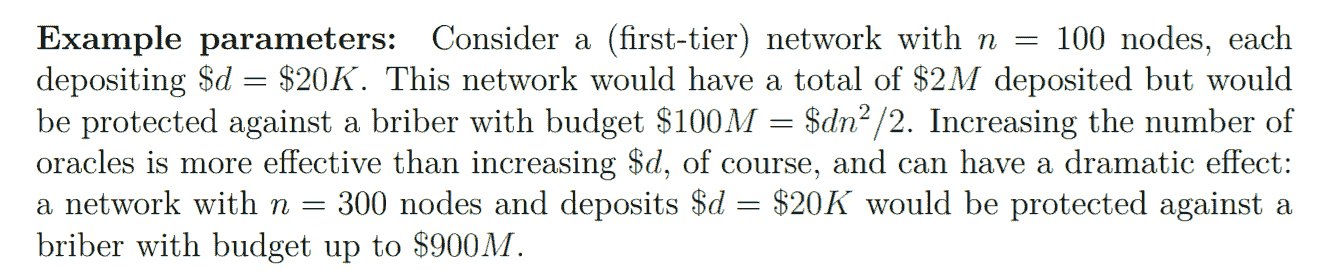 Example parameters: Consider a (first-tier) network with n = 100 nodes, each
depositing $d = $20K. This network would have a total of $2M deposited but would
be protected against a briber with budget $100M = $dn²/2. Increasing the number of
oracles is more effective than increasing $d, of course, and can have a dramatic effect:
a network with n = 300 nodes and deposits $d = $20K would be protected against a
briber with budget up to $900M.